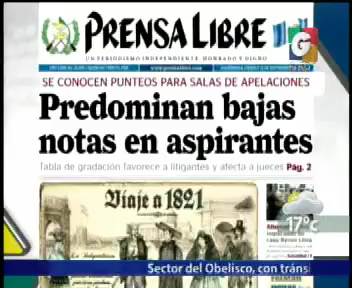 PRENSA LIBRE
UN PERIODISMO INDEPENDIENTE, HONRADO Y DIGNO
SE CONOCEN PUNTEOS PARA SALAS DE APELACIONES
Predominan bajas
notas en aspirantes
Tabla de gradación favorece a litigantes y afecta a jueces Pág. 2
Viaje a 1821
17°C
Sector del Obelisco, con tráns